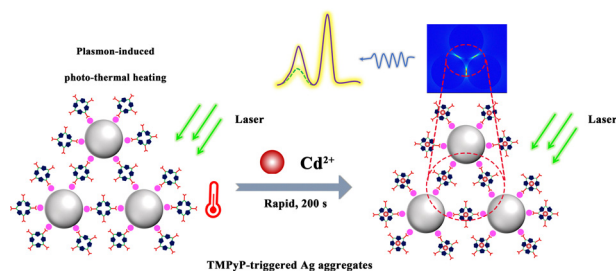 Plasmon-induced
photo-thermal heating
Laser
Cd²⁺
Rapid, 200 s
Laser
TMPyP-triggered Ag aggregates